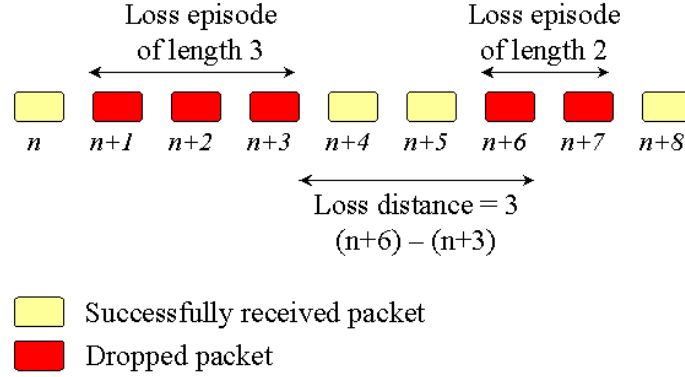 Loss episode
of length 3
Loss episode
of length 2
n n+1 n+2 n+3 n+4 n+5 n+6 n+7 n+8
Loss distance = 3
(n+6) – (n+3)
Successfully received packet
Dropped packet